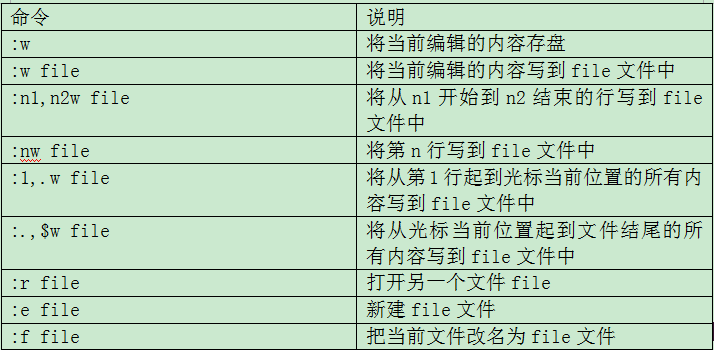 命令 说明
:w 将当前编辑的内容存盘
:w file 将当前编辑的内容写到 file 文件中
:n1,n2w file 将从 n1 开始到 n2 结束的行写到 file
文件中
:nw file 将第 n 行写到 file 文件中
:1,.w file 将从第 1 行起到光标当前位置的所有内
容写到 file 文件中
:.,$w file 将从光标当前位置起到文件结尾的所
有内容写到 file 文件中
:r file 打开另一个文件 file
:e file 新建 file 文件
:f file 把当前文件改名为 file 文件